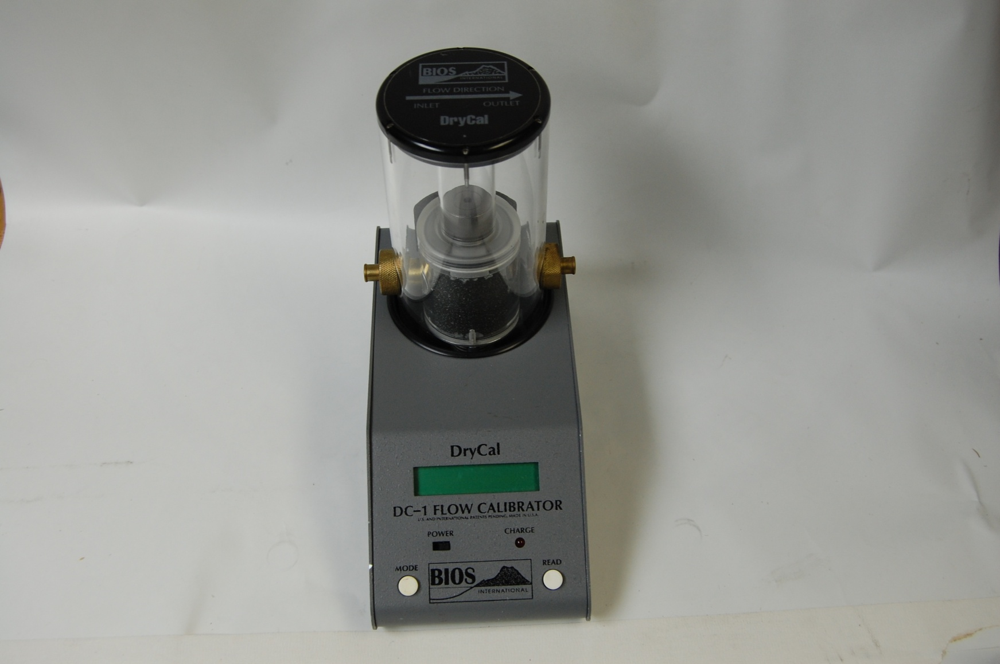 BIOS
INTERNATIONAL
FLOW DIRECTION
INLET OUTLET
DryCal
DryCal
DC-1 FLOW CALIBRATOR
U.S. AND INTERNATIONAL PATENTS PENDING, MADE IN U.S.A.
POWER CHARGE
MODE READ
BIOS
INTERNATIONAL